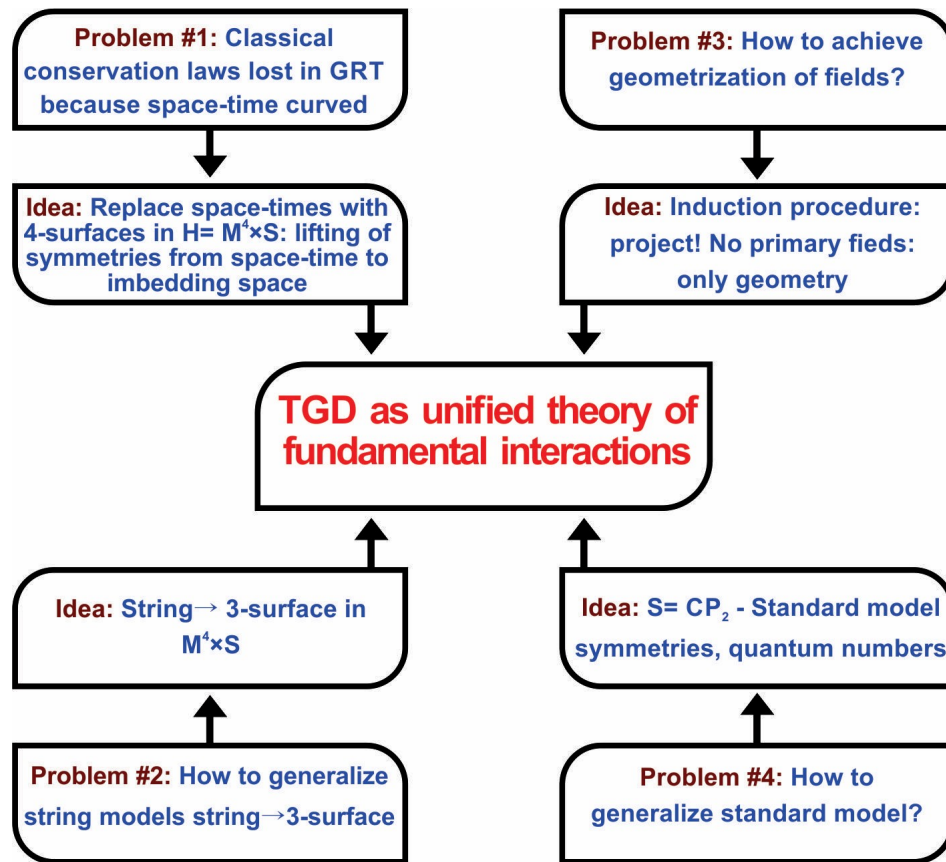 Problem #1: Classical
conservation laws lost in GRT
because space-time curved
Idea: Replace space-times with
4-surfaces in H= M⁴×S: lifting of
symmetries from space-time to
imbedding space
Problem #3: How to achieve
geometrization of fields?
Idea: Induction procedure:
project! No primary fieds:
only geometry
TGD as unified theory of
fundamental interactions
Idea: String→ 3-surface in
M⁴×S
Problem #2: How to generalize
string models string→3-surface
Idea: S= CP₂ - Standard model
symmetries, quantum numbers
Problem #4: How to
generalize standard model?